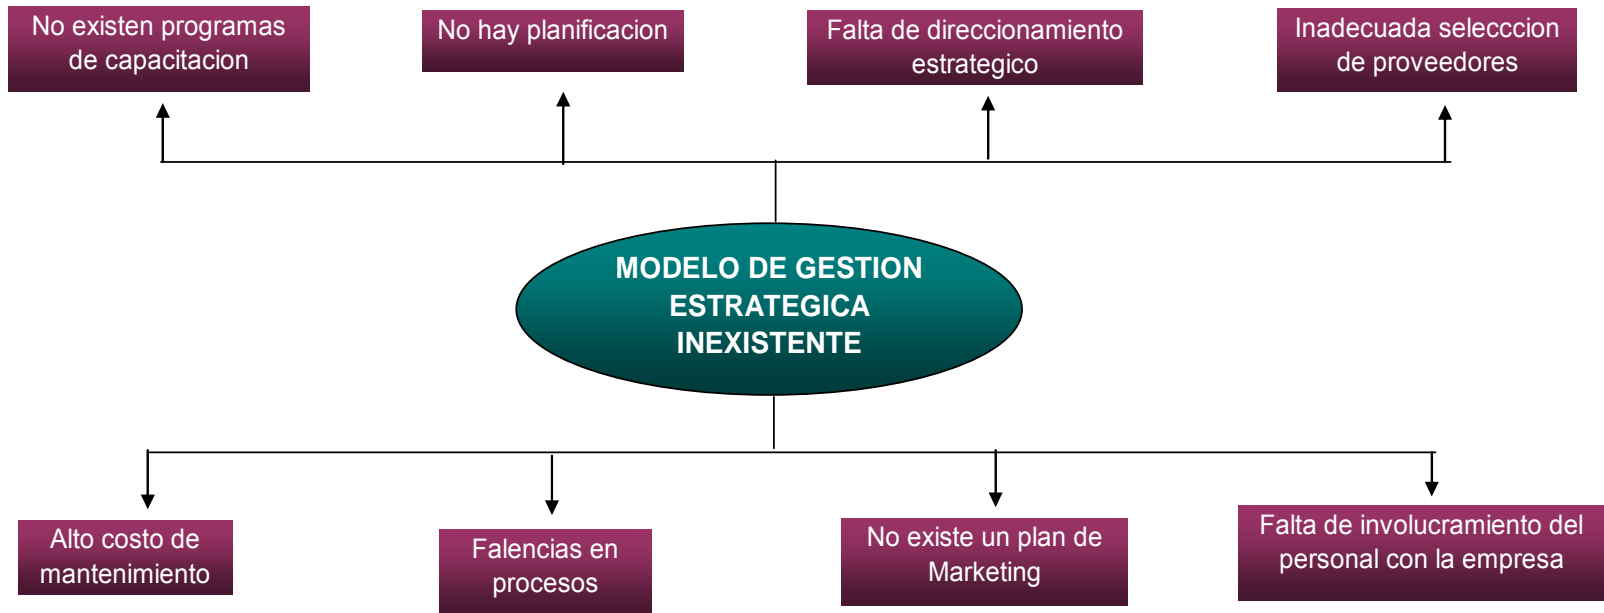 No existen programas
de capacitacion
No hay planificacion
Falta de direccionamiento
estrategico
Inadecuada selecccion
de proveedores
MODELO DE GESTION
ESTRATEGICA
INEXISTENTE
Alto costo de
mantenimiento
Falencias en
procesos
No existe un plan de
Marketing
Falta de involucramiento del
personal con la empresa